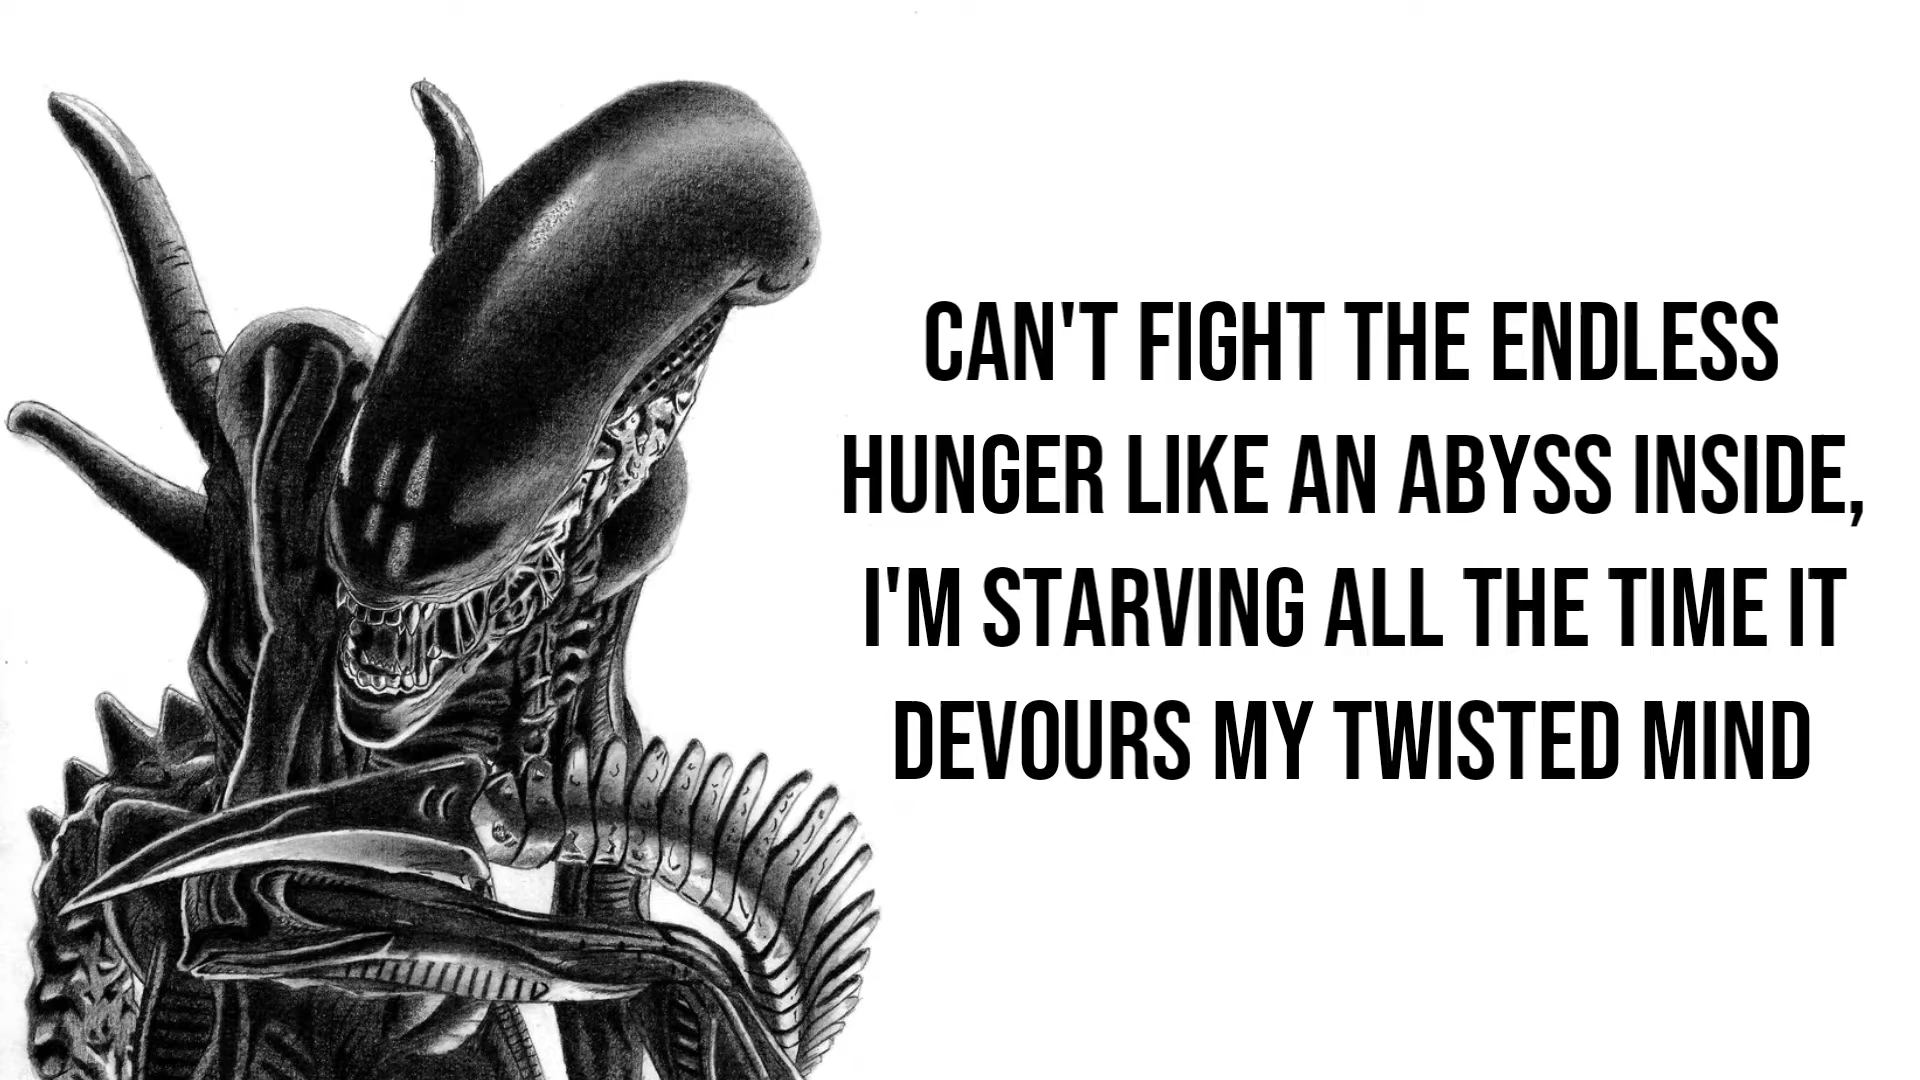 CAN'T FIGHT THE ENDLESS
HUNGER LIKE AN ABYSS INSIDE,
I'M STARVING ALL THE TIME IT
DEVOURS MY TWISTED MIND